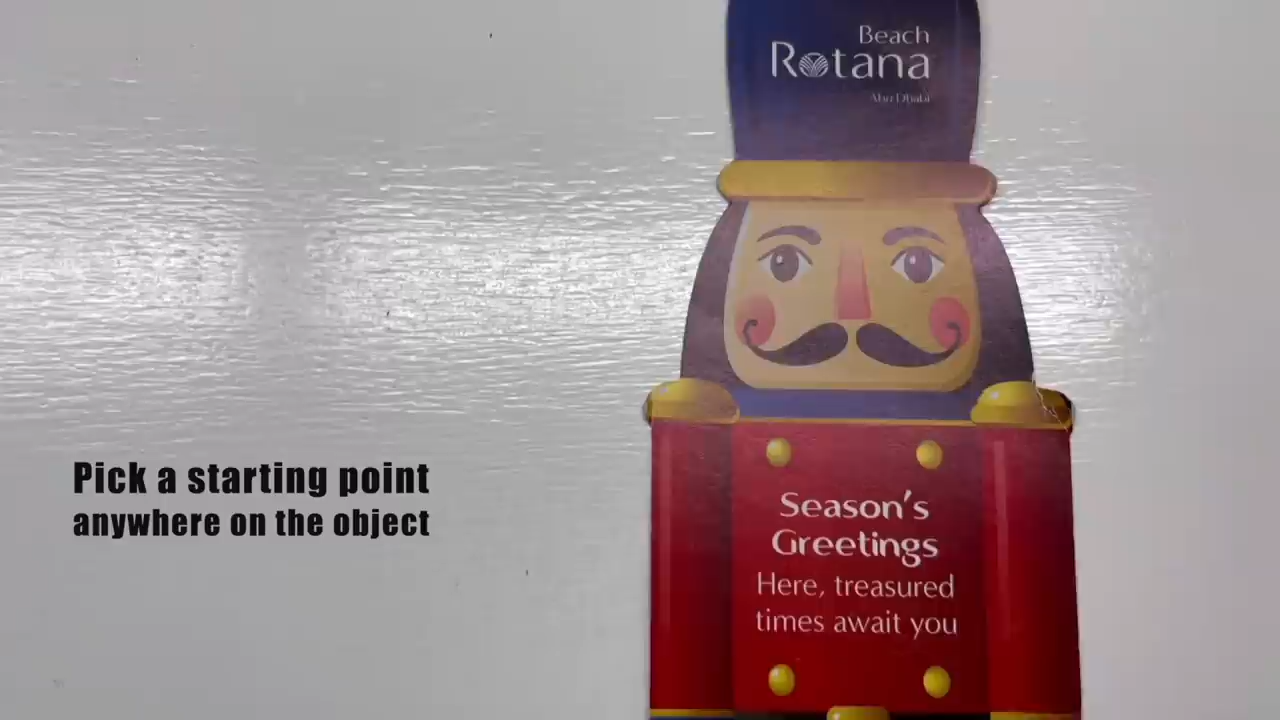 Beach
Rotana
Abu Dhabi
Pick a starting point
anywhere on the object
Season's
Greetings
Here, treasured
times await you